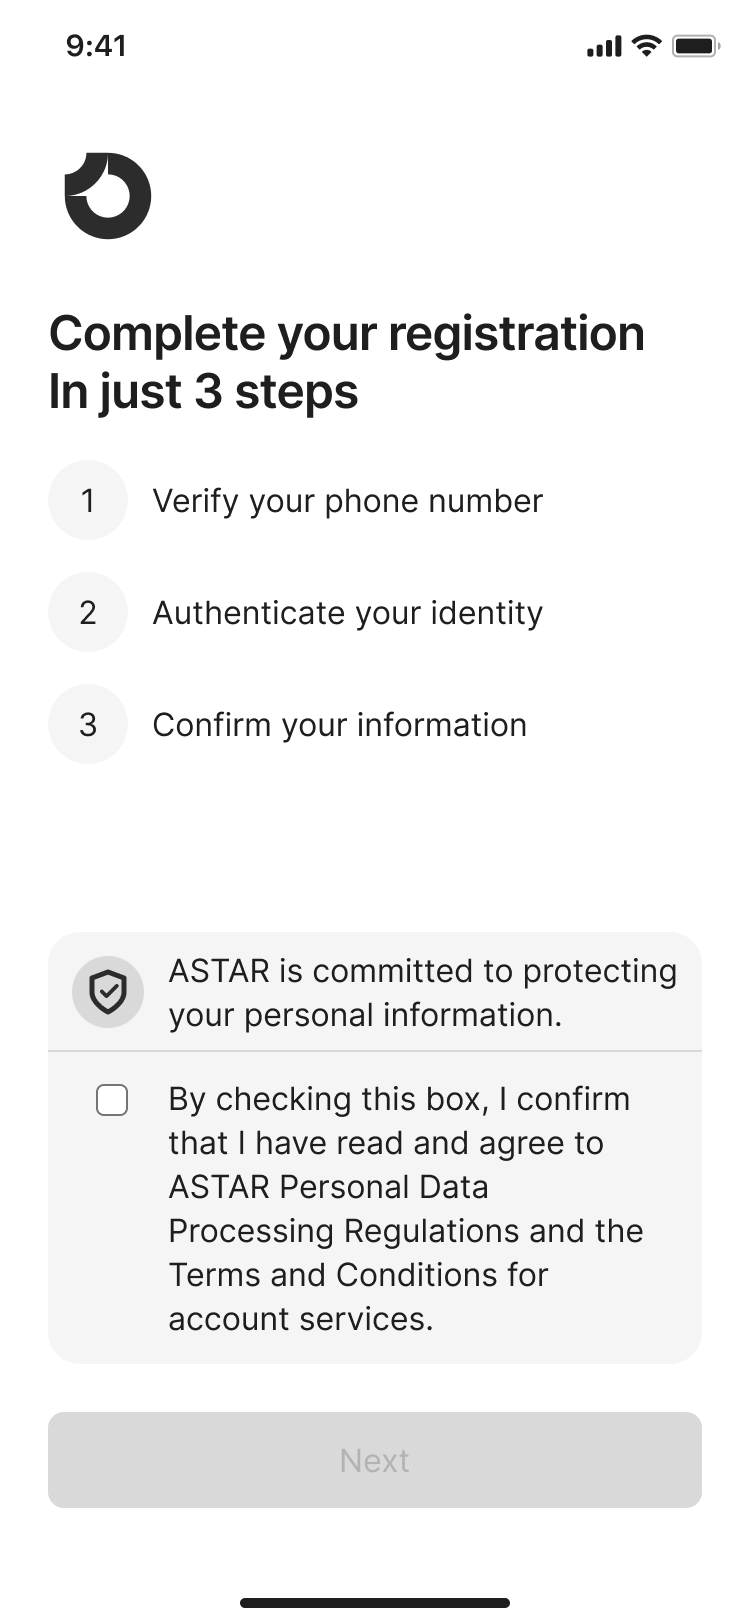 9:41
Complete your registration
In just 3 steps
1 Verify your phone number
2 Authenticate your identity
3 Confirm your information
ASTAR is committed to protecting
your personal information.
By checking this box, I confirm
that I have read and agree to
ASTAR Personal Data
Processing Regulations and the
Terms and Conditions for
account services.
Next